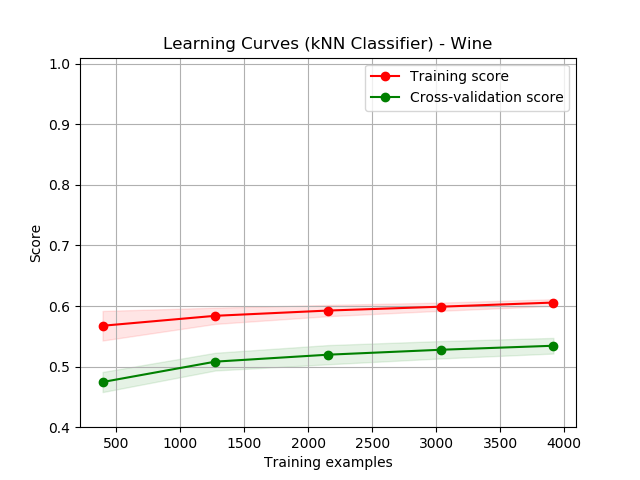 Learning Curves (kNN Classifier) - Wine
Training score
Cross-validation score
1.0
0.9
0.8
0.7
0.6
0.5
0.4
Score
500 1000 1500 2000 2500 3000 3500 4000
Training examples